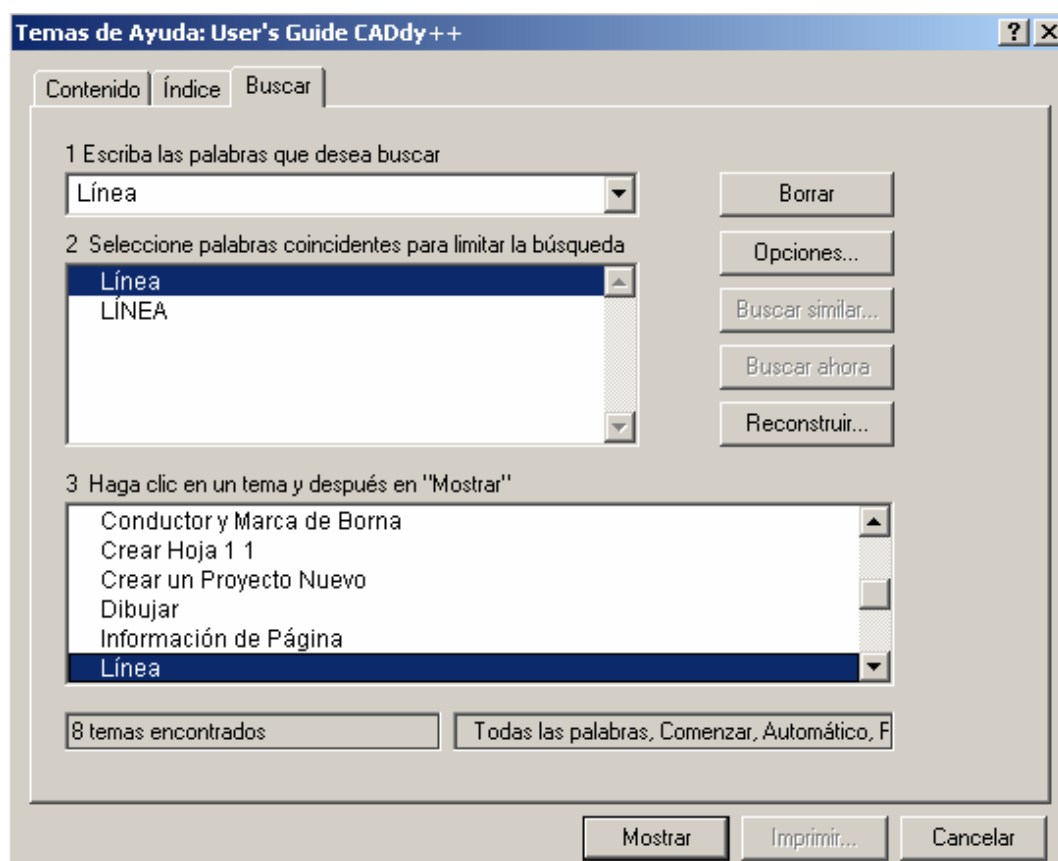 Temas de Ayuda: User's Guide CADdy++
Contenido Índice Buscar
1 Escriba las palabras que desea buscar
Línea
Borrar
2 Seleccione palabras coincidentes para limitar la búsqueda
Opciones...
Línea
LÍNEA
Buscar similar...
Buscar ahora
Reconstruir...
3 Haga clic en un tema y después en "Mostrar"
Conductor y Marca de Borna
Crear Hoja 1 1
Crear un Proyecto Nuevo
Dibujar
Información de Página
Línea
8 temas encontrados
Todas las palabras, Comenzar, Automático, F
Mostrar Imprimir... Cancelar